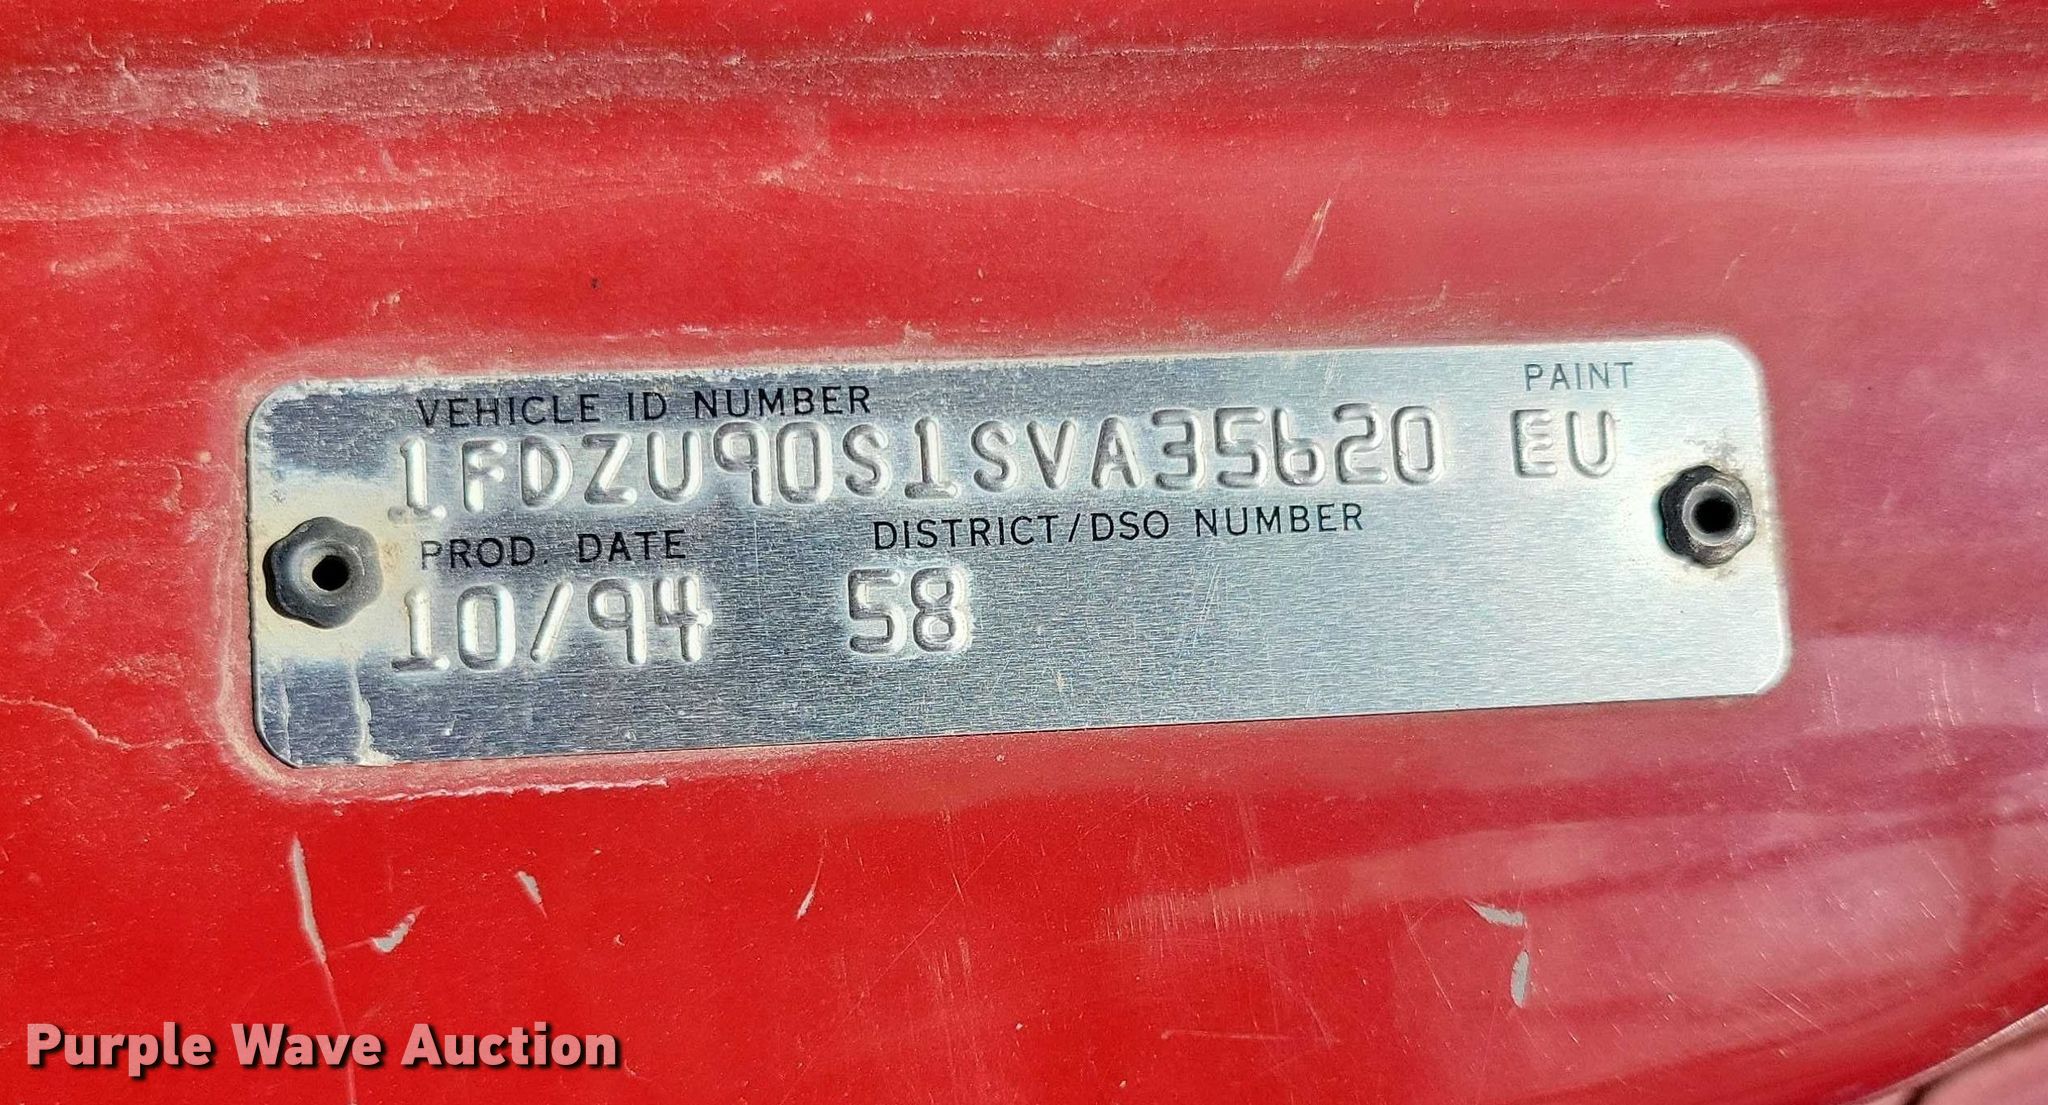 VEHICLE ID NUMBER PAINT
1FDZU90S1SVA35620 EU
PROD. DATE DISTRICT/DSO NUMBER
10/94 58
Purple Wave Auction